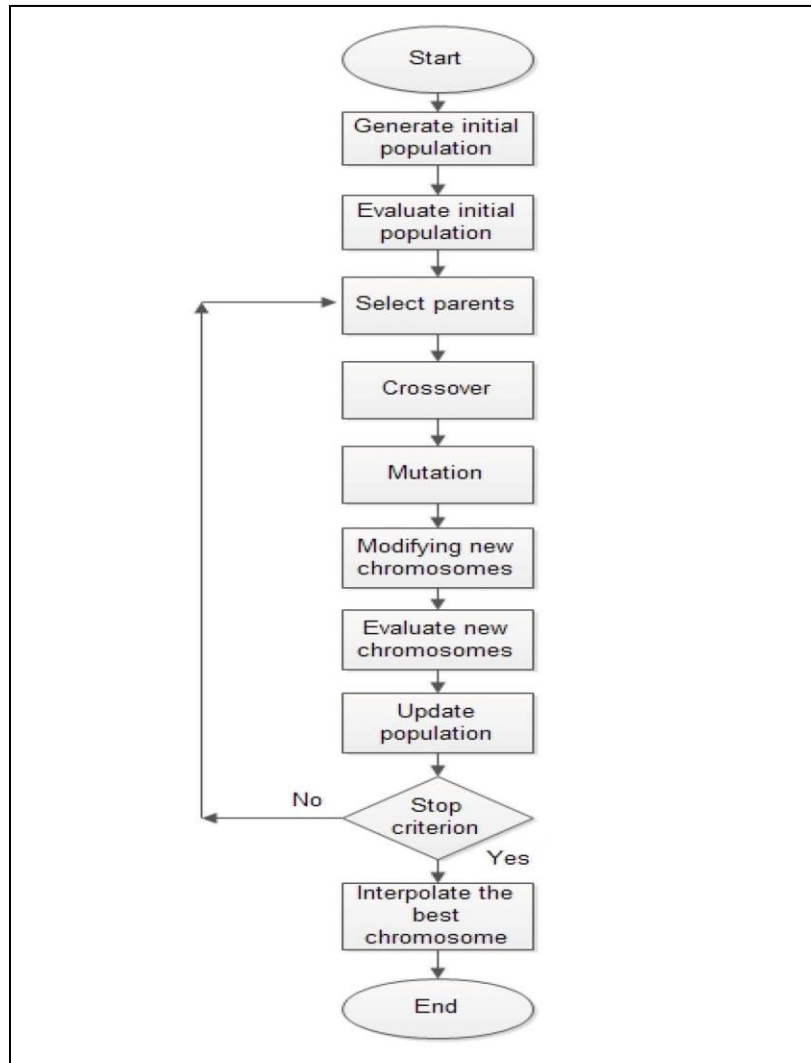 Start
Generate initial
population
Evaluate initial
population
Select parents
Crossover
Mutation
Modifying new
chromosomes
Evaluate new
chromosomes
Update
population
No
Stop
criterion
Yes
Interpolate the
best
chromosome
End